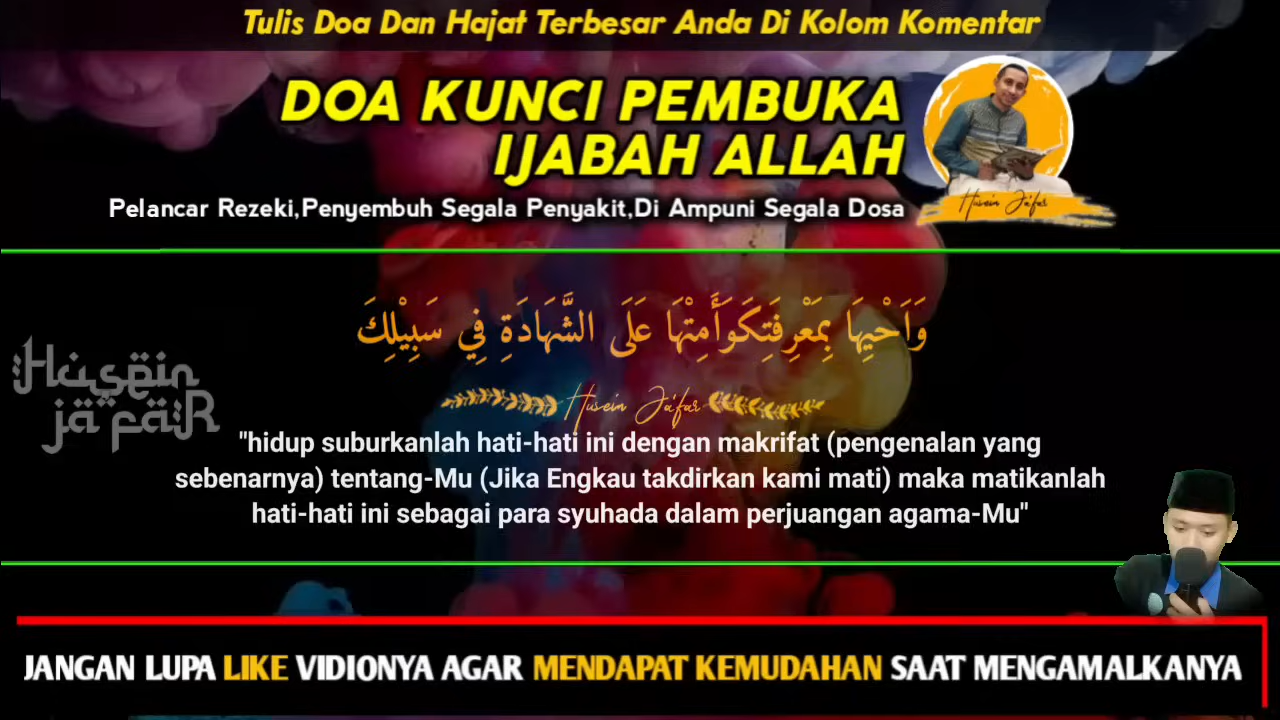 Tulis Doa Dan Hajat Terbesar Anda Di Kolom Komentar
DOA KUNCI PEMBUKA
IJABAH ALLAH
Husein Ja'far
Pelancar Rezeki,Penyembuh Segala Penyakit,Di Ampuni Segala Dosa
وَاَحْيِهَا بِمَعْرِفَتِكَوَأَمِتْهَا عَلَى الشَّهَادَةِ فِي سَبِيْلِكَ
Husein
ja'faR
Husein Ja'far
"hidup suburkanlah hati-hati ini dengan makrifat (pengenalan yang
sebenarnya) tentang-Mu (Jika Engkau takdirkan kami mati) maka matikanlah
hati-hati ini sebagai para syuhada dalam perjuangan agama-Mu"
JANGAN LUPA LIKE VIDIONYA AGAR MENDAPAT KEMUDAHAN SAAT MENGAMALKANYA